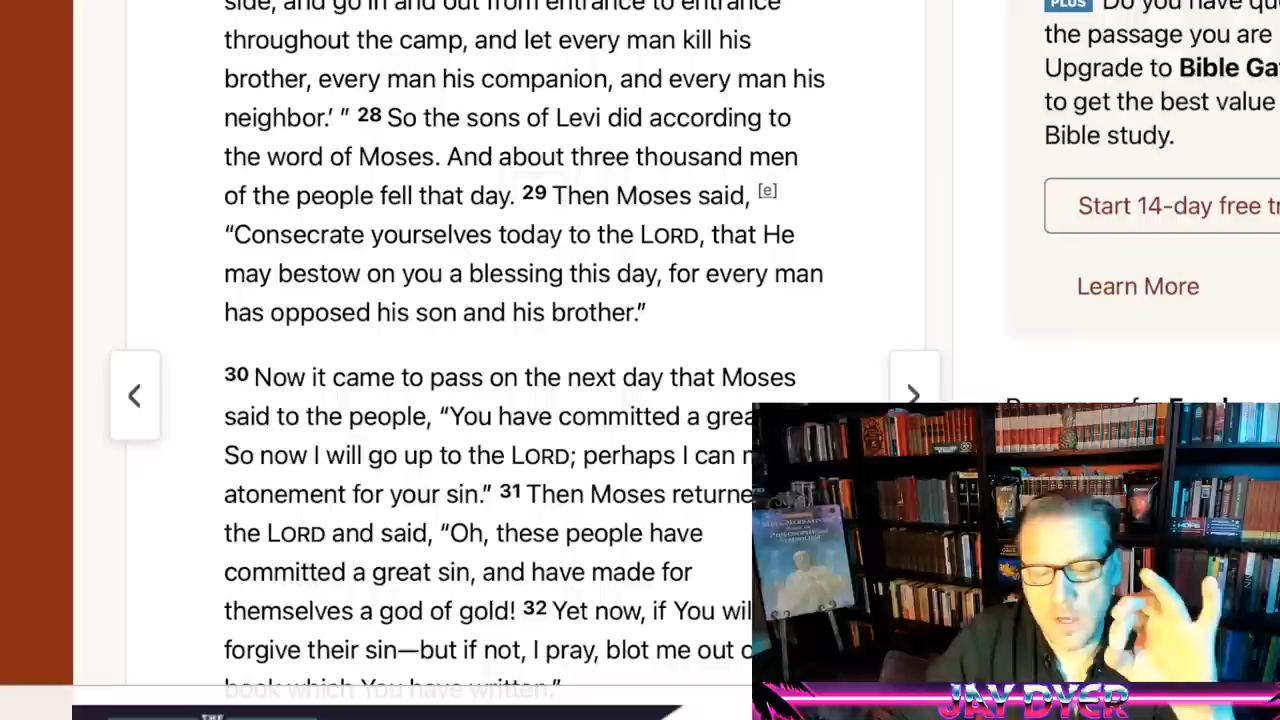 side, and go in and out from entrance to entrance
throughout the camp, and let every man kill his
brother, every man his companion, and every man his
neighbor.’ ” 28 So the sons of Levi did according to
the word of Moses. And about three thousand men
of the people fell that day. 29 Then Moses said, [e]
“Consecrate yourselves today to the LORD, that He
may bestow on you a blessing this day, for every man
has opposed his son and his brother.”
30 Now it came to pass on the next day that Moses
said to the people, “You have committed a grea
So now I will go up to the LORD; perhaps I can
atonement for your sin.” 31 Then Moses returne
the LORD and said, “Oh, these people have
committed a great sin, and have made for
themselves a god of gold! 32 Yet now, if You wil
forgive their sin—but if not, I pray, blot me out
book which You have written.”
PLUS Do you have qu
the passage you are
Upgrade to Bible Ga
to get the best value
Bible study.
Start 14-day free tr
Learn More
HOPE
JAY DYER
THE